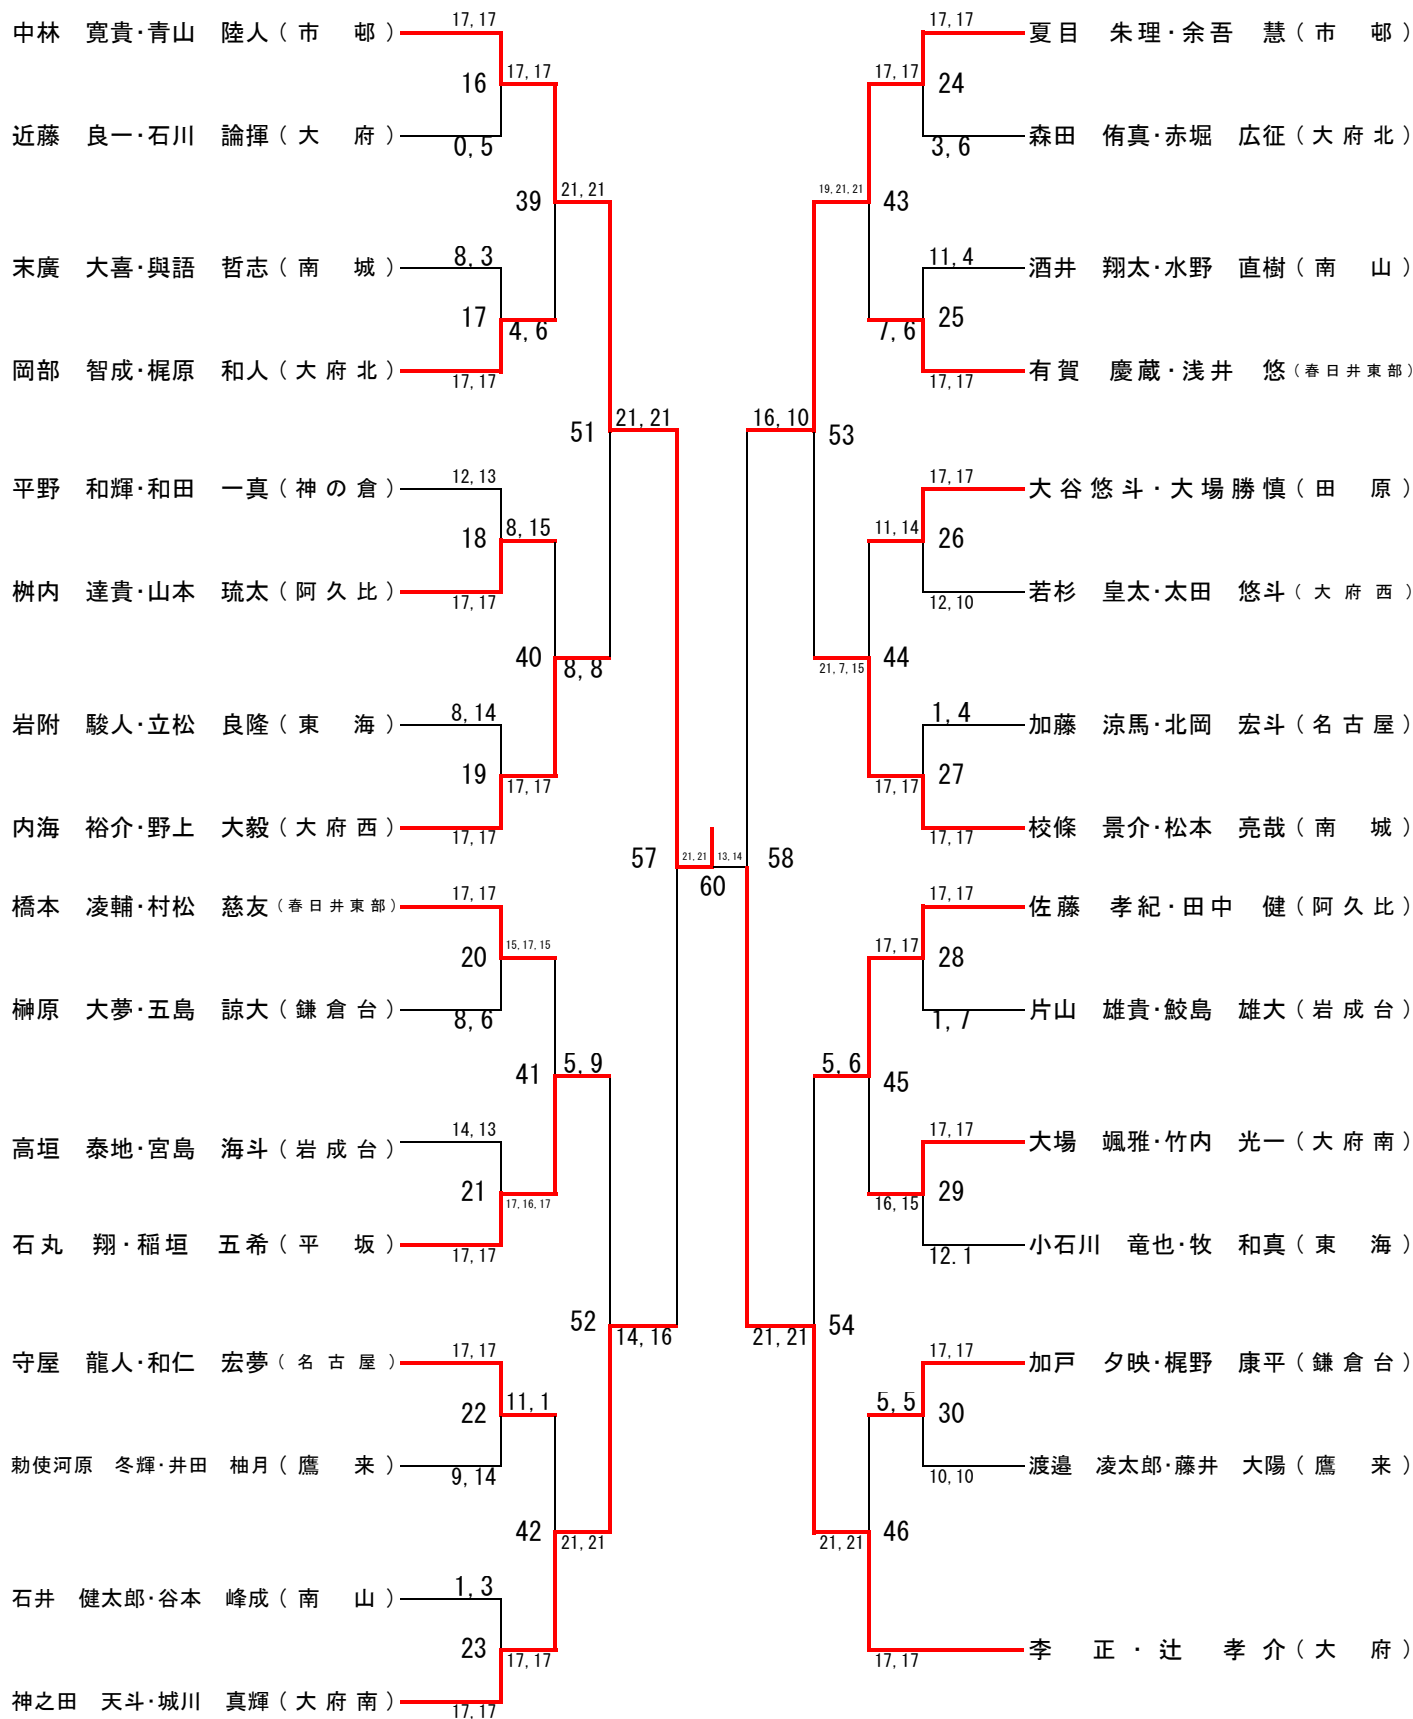 17,17 17,17
中林 寛貴・青山 陸人（市 邨） 夏目 朱理・余吾 慧（市 邨）
16 17,17 17,17 24
近藤 良一・石川 論揮（大 府） 0,5 3,6 森田 侑真・赤堀 広征（大府北）
39 21,21 19,21,21 43
末廣 大喜・與語 哲志（南 城） 8,3 11,4 酒井 翔太・水野 直樹（南 山）
17 4,6 7,6 25
岡部 智成・梶原 和人（大府北） 17,17 17,17 有賀 慶蔵・浅井 悠（春日井東部）
51 21,21 16,10 53
平野 和輝・和田 一真（神の倉） 12,13 17,17 大谷悠斗・大場勝慎（田 原）
18 8,15 11,14 26
桝内 達貴・山本 琉太（阿久比） 17,17 12,10 若杉 皇太・太田 悠斗（大府西）
40 8,8 21,7,15 44
岩附 駿人・立松 良隆（東 海） 8,14 1,4 加藤 涼馬・北岡 宏斗（名古屋）
19 17,17 17,17 27
内海 裕介・野上 大毅（大府西） 17,17 17,17 校條 景介・松本 亮哉（南 城）
57 21,21 13,14 58
60
橋本 凌輔・村松 慈友（春日井東部） 17,17 17,17 佐藤 孝紀・田中 健（阿久比）
20 15,17,15 17,17 28
榊原 大夢・五島 諒大（鎌倉台） 8,6 1,7 片山 雄貴・鮫島 雄大（岩成台）
41 5,9 5,6 45
高垣 泰地・宮島 海斗（岩成台） 14,13 17,17 大場 颯雅・竹内 光一（大府南）
21 17,16,17 16,15 29
石丸 翔・稲垣 五希（平 坂） 17,17 12.1 小石川 竜也・牧 和真（東 海）
52 14,16 21,21 54
守屋 龍人・和仁 宏夢（名古屋） 17,17 17,17 加戸 夕映・梶野 康平（鎌倉台）
22 11,1 5,5 30
勅使河原 冬輝・井田 柚月（鷹 来） 9,14 10,10 渡邉 凌太郎・藤井 大陽（鷹 来）
42 21,21 21,21 46
石井 健太郎・谷本 峰成（南 山） 1,3
23 17,17 17,17 李 正・辻 孝介（大 府）
神之田 天斗・城川 真輝（大府南） 17,17